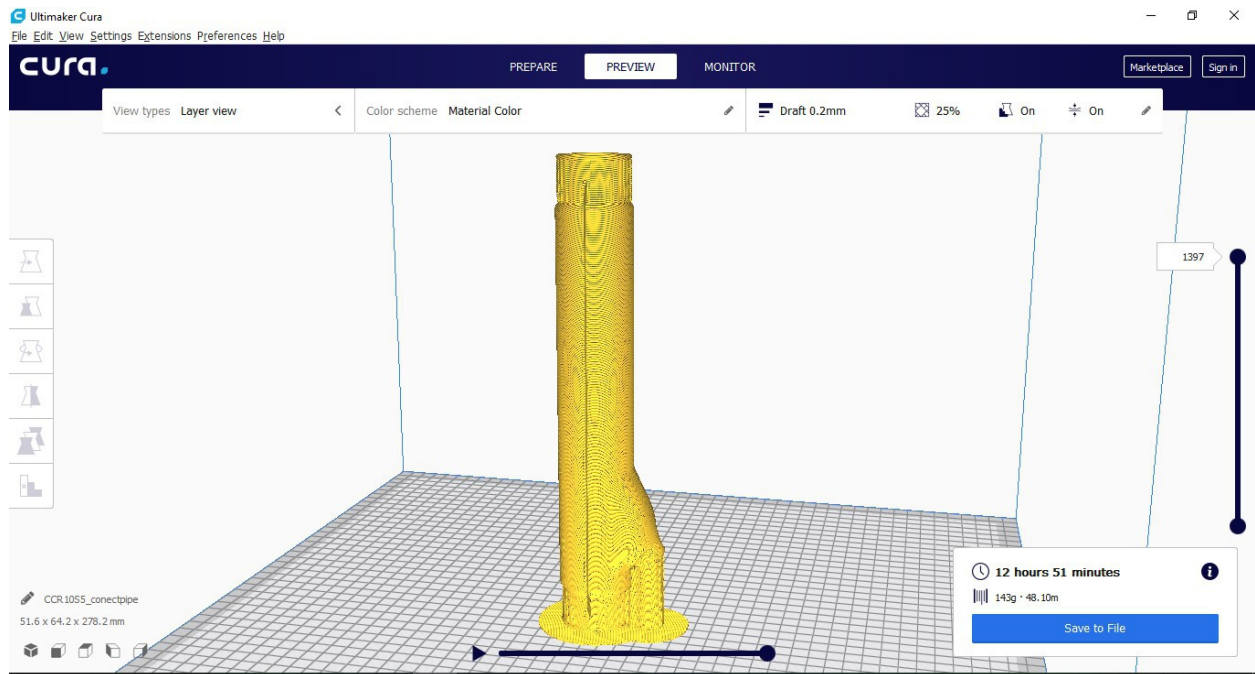 Ultimaker Cura
File Edit View Settings Extensions Preferences Help
cura.
PREPARE PREVIEW MONITOR
Marketplace Sign in
View types Layer view Color scheme Material Color Draft 0.2mm 25% On On
1397
12 hours 51 minutes
143g · 48.10m
Save to File
CCR10S5_conectpipe
51.6 x 64.2 x 278.2 mm